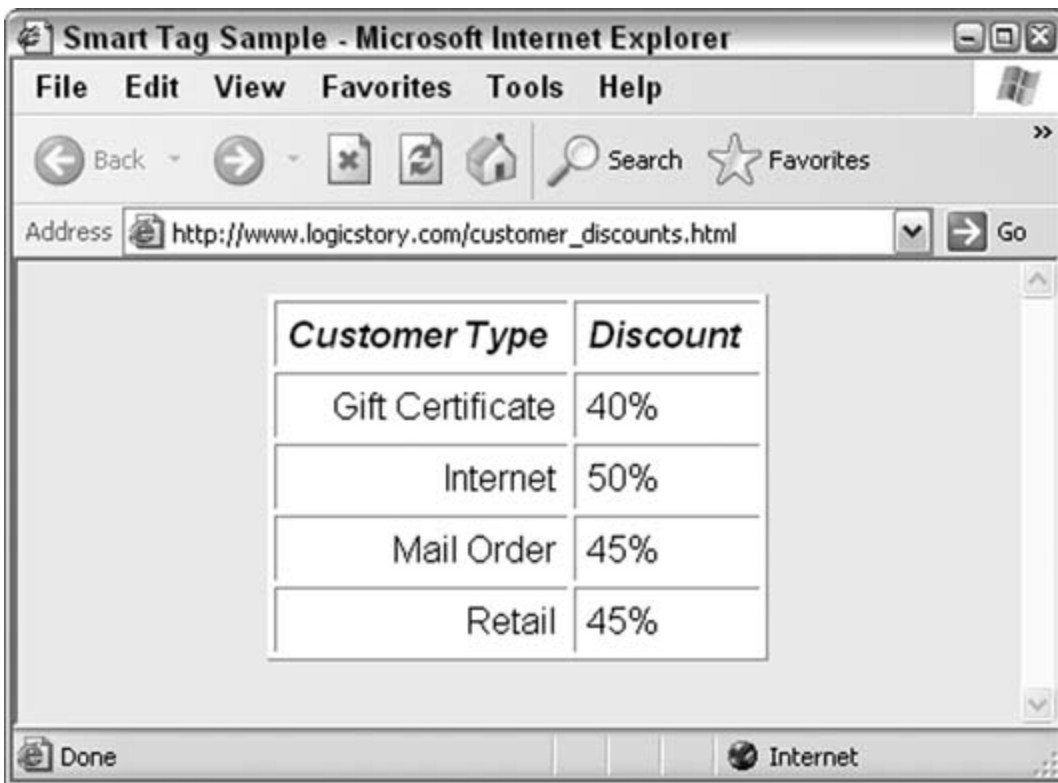 Smart Tag Sample - Microsoft Internet Explorer
File Edit View Favorites Tools Help
Back Search Favorites »
Address http://www.logicstory.com/customer_discounts.html Go
Customer Type Discount
Gift Certificate 40%
Internet 50%
Mail Order 45%
Retail 45%
Done Internet